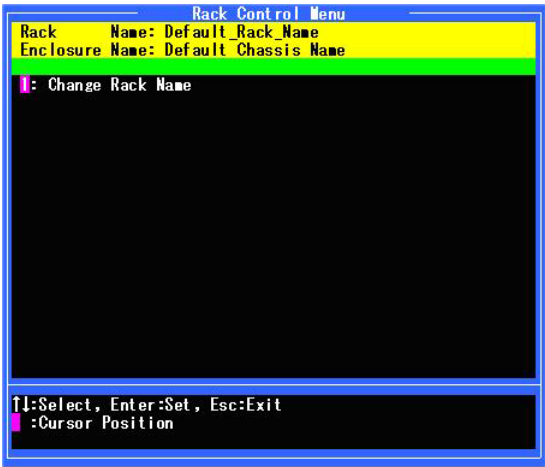 Rack Control Menu
Rack Name: Default_Rack_Name
Enclosure Name: Default Chassis Name
1: Change Rack Name
↑↓:Select, Enter:Set, Esc:Exit
:Cursor Position